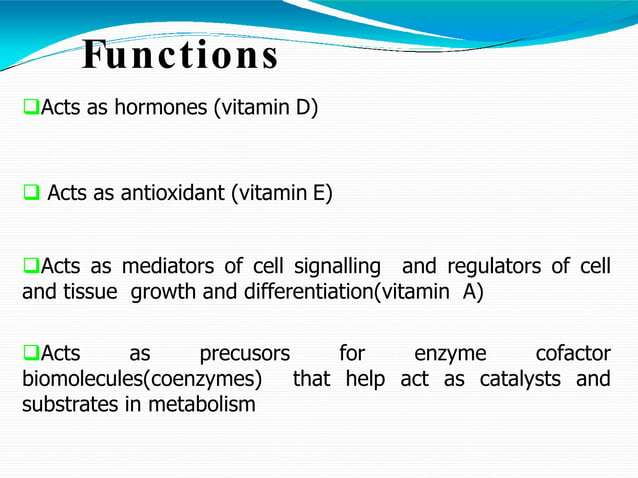 Functions
Acts as hormones (vitamin D)
Acts as antioxidant (vitamin E)
Acts as mediators of cell signalling and regulators of cell
and tissue growth and differentiation(vitamin A)
Acts as precusors for enzyme cofactor
biomolecules(coenzymes) that help act as catalysts and
substrates in metabolism